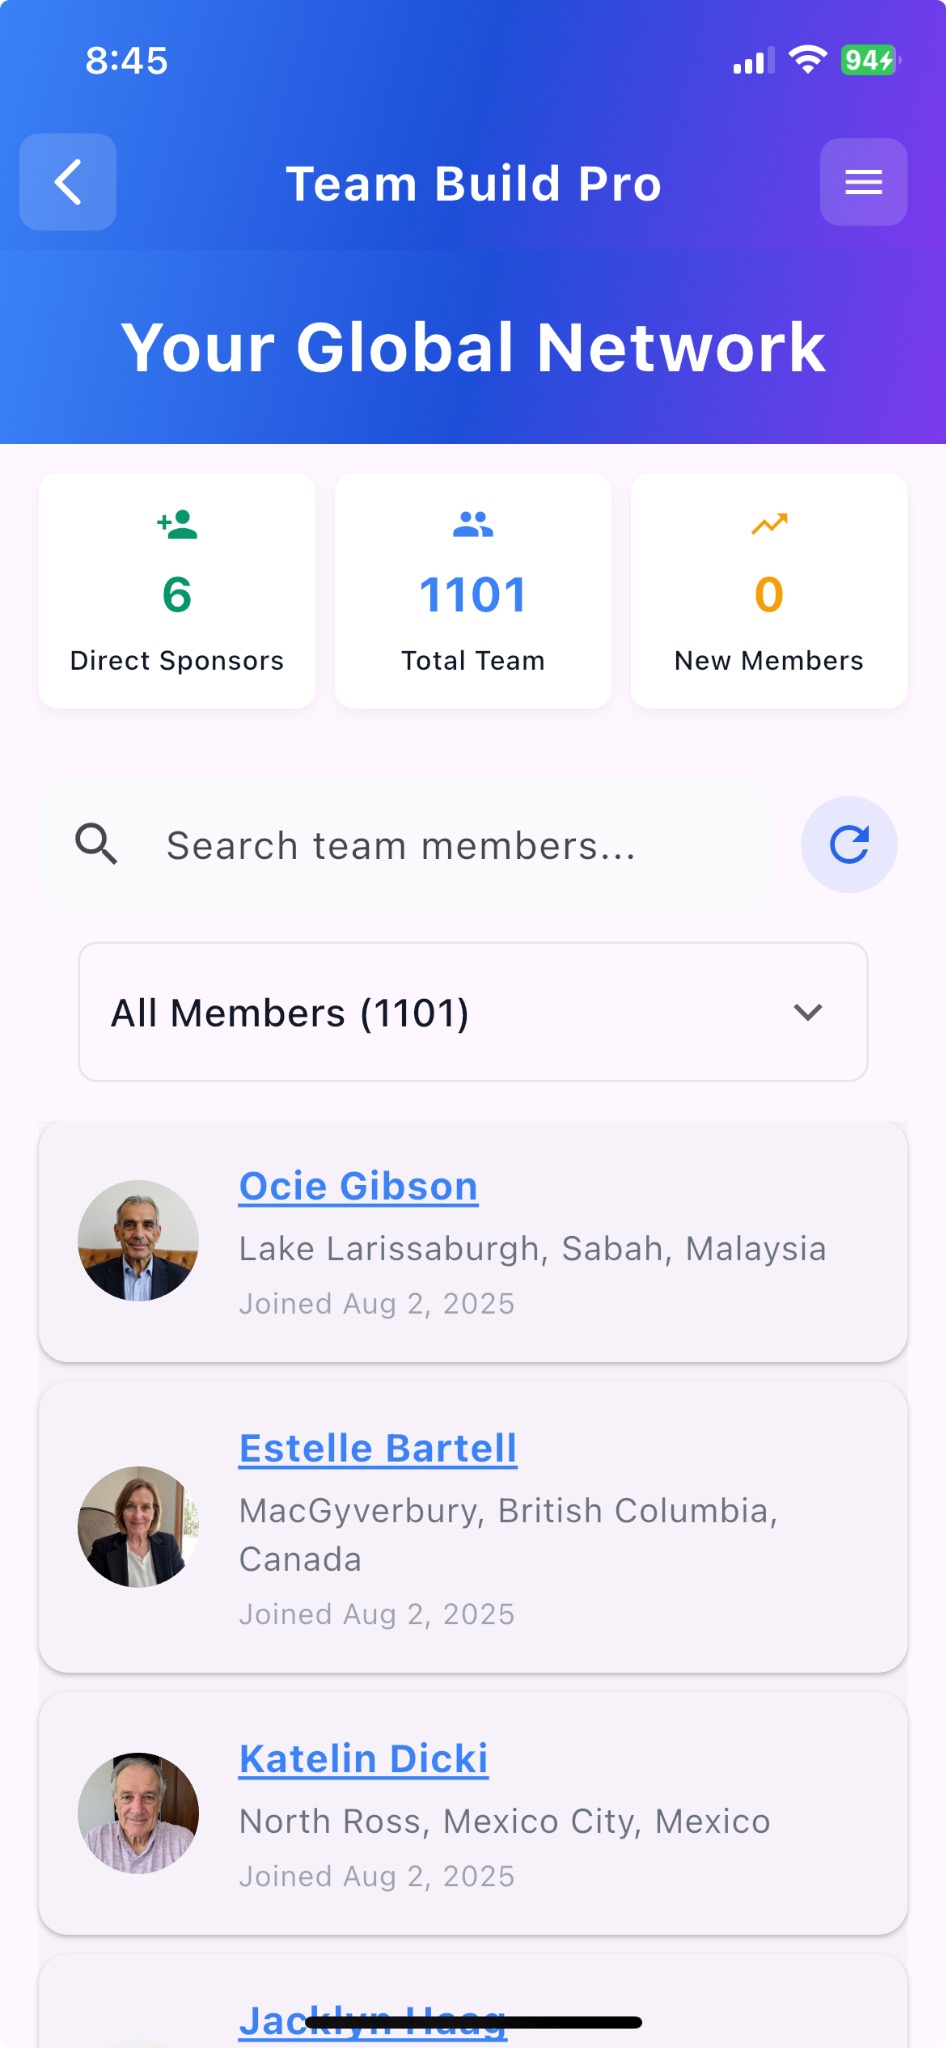 8:45
94
Team Build Pro
Your Global Network
6
1101
0
Direct Sponsors
Total Team
New Members
Search team members...
All Members (1101)
Ocie Gibson
Lake Larissaburgh, Sabah, Malaysia
Joined Aug 2, 2025
Estelle Bartell
MacGyverbury, British Columbia,
Canada
Joined Aug 2, 2025
Katelin Dicki
North Ross, Mexico City, Mexico
Joined Aug 2, 2025
Jacklyn Haag